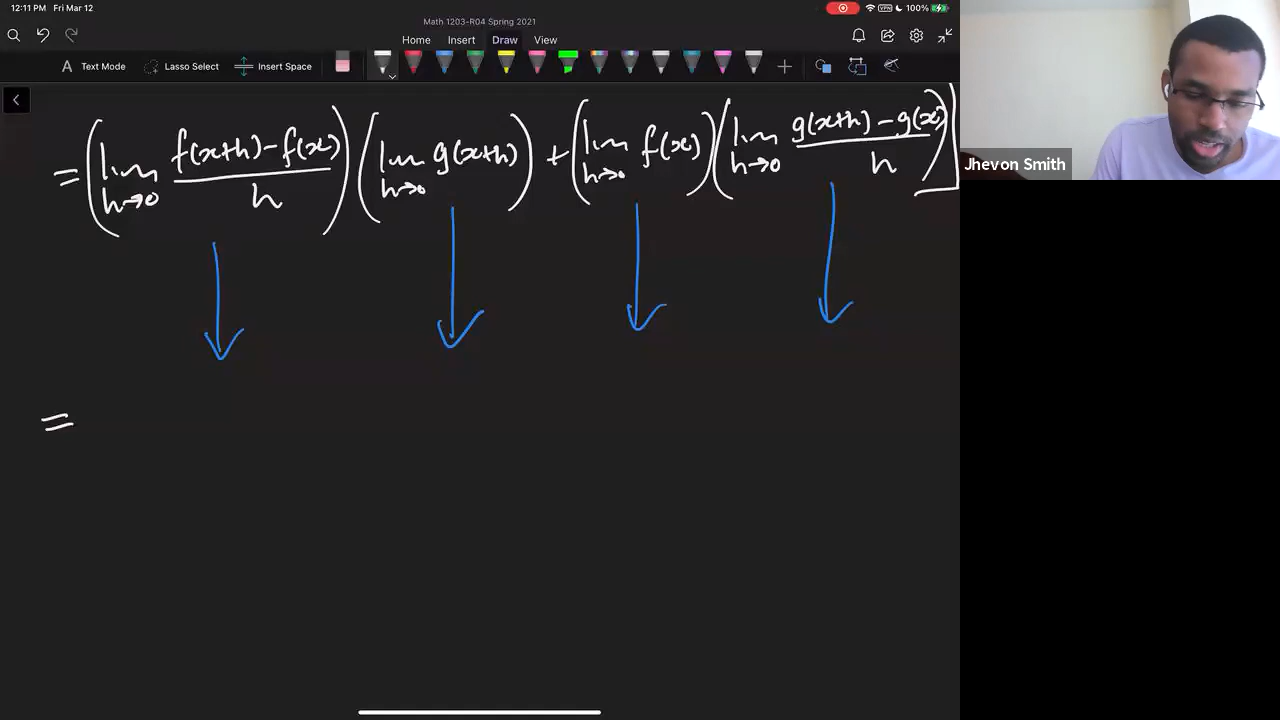 12:11 PM Fri Mar 12
VPN 100%
Math 1203-R04 Spring 2021
Home Insert Draw View
A Text Mode Lasso Select Insert Space
= (lim h→0 f(x+h)-f(x) / h) (lim h→0 g(x+h)) + (lim h→0 f(x)) (lim h→0 g(x+h)-g(x) / h)]
=
Jhevon Smith